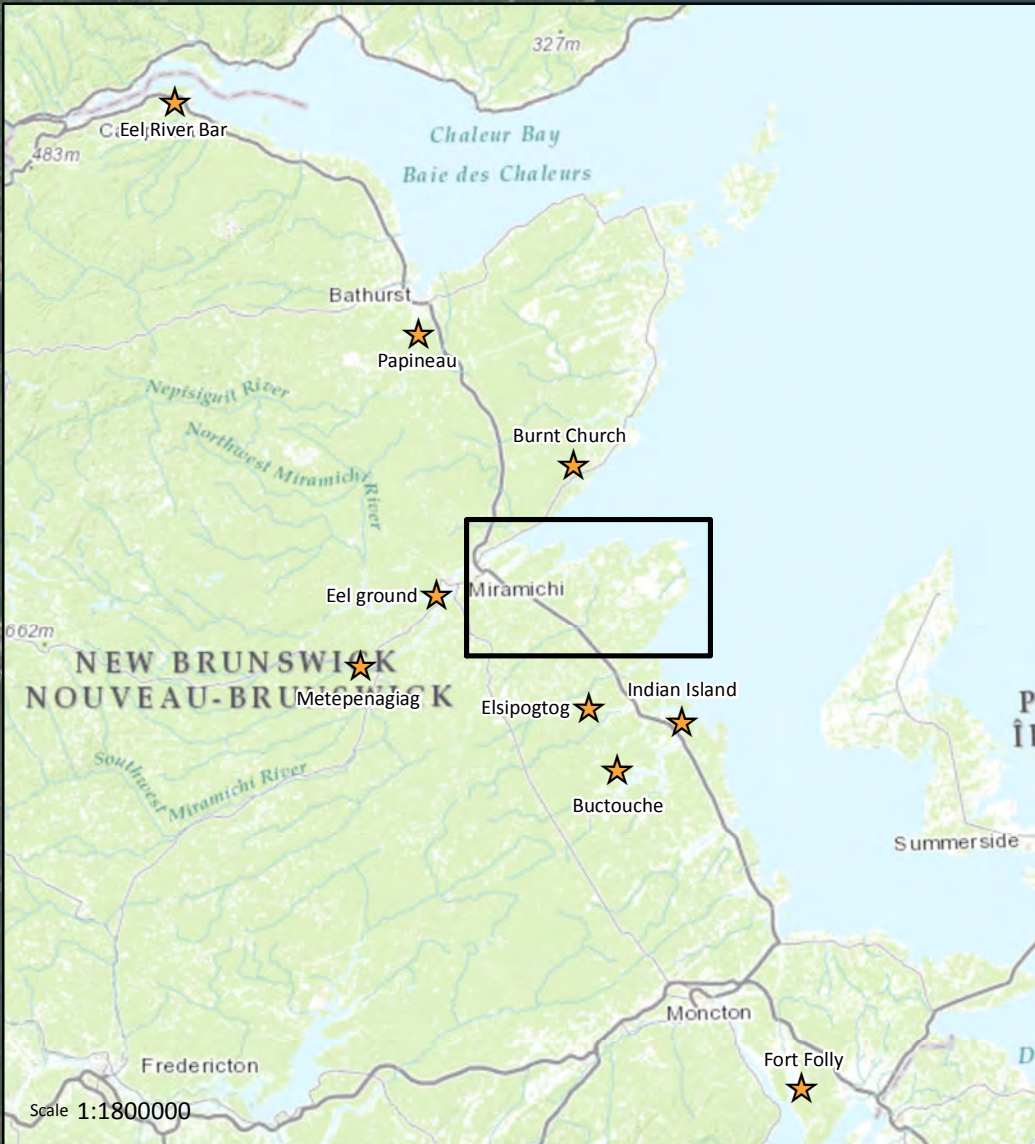 327m
Eel River Bar
483m
Chaleur Bay
Baie des Chaleurs
Bathurst
Papineau
Nepisiguit River
Northwest Miramichi
River
Burnt Church
Eel ground
Miramichi
662m
NEW BRUNSWICK
NOUVEAU-BRUNSWICK
Metepenagiag
Elsipogtog
Indian Island
Buctouche
Southwest
Miramichi River
Summerside
Moncton
Fredericton
Fort Folly
Scale 1:1800000